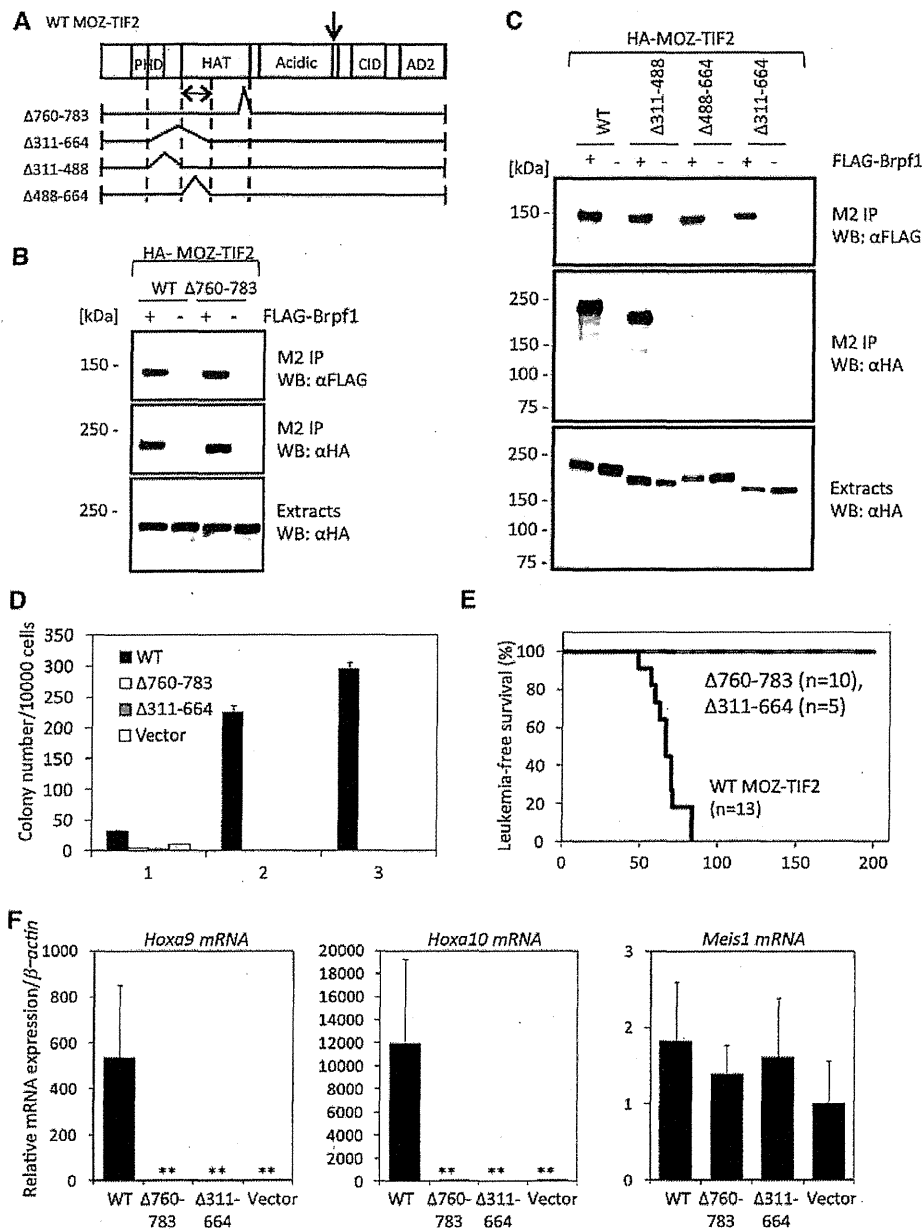 A
WT MOZ-TIF2
PHD HAT Acidic CID AD2
Δ760-783
Δ311-664
Δ311-488
Δ488-664
B
HA- MOZ-TIF2
WT Δ760-783
[kDa] + - + - FLAG-Brpf1
150 - M2 IP
WB: αFLAG
250 - M2 IP
WB: αHA
250 - Extracts
WB: αHA
C
HA-MOZ-TIF2
WT Δ311-488 Δ488-664 Δ311-664
+ - + - + - + - FLAG-Brpf1
[kDa]
150 - M2 IP
WB: αFLAG
250 -
150 - M2 IP
100 - WB: αHA
75 -
250 -
150 - Extracts
100 - WB: αHA
75 -
D
Colony number/10000 cells
350
300
250
200
150
100
50
0
WT
Δ760-783
Δ311-664
Vector
1 2 3
E
Leukemia-free survival (%)
100
80
60
40
20
0
Δ760-783 (n=10),
Δ311-664 (n=5)
WT MOZ-TIF2
(n=13)
0 50 100 150 200
F
Relative mRNA expression/β-actin
Hoxa9 mRNA
1000
800
600
400
200
0
** ** **
WT Δ760- Δ311- Vector
783 664
Hoxa10 mRNA
20000
18000
16000
14000
12000
10000
8000
6000
4000
2000
0
** ** **
WT Δ760- Δ311- Vector
783 664
Meis1 mRNA
3
2
1
0
WT Δ760- Δ311- Vector
783 664